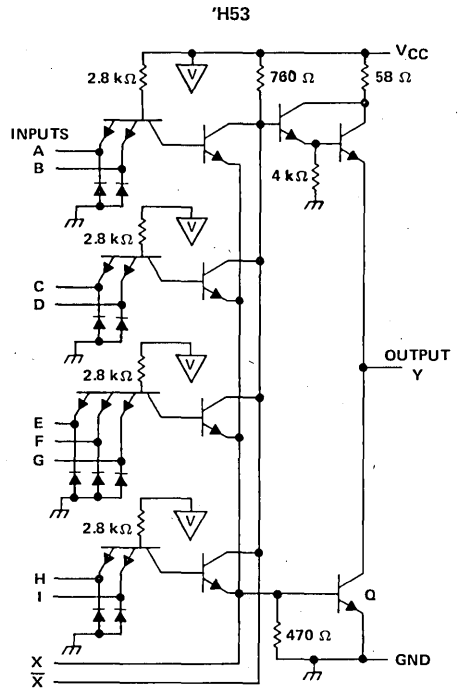 'H53
VCC
2.8 kΩ
V
760 Ω
58 Ω
INPUTS
A
B
4 kΩ
2.8 kΩ
V
C
D
2.8 kΩ
V
OUTPUT
Y
E
F
G
2.8 kΩ
V
H
I
Q
470 Ω
X
GND
X̅